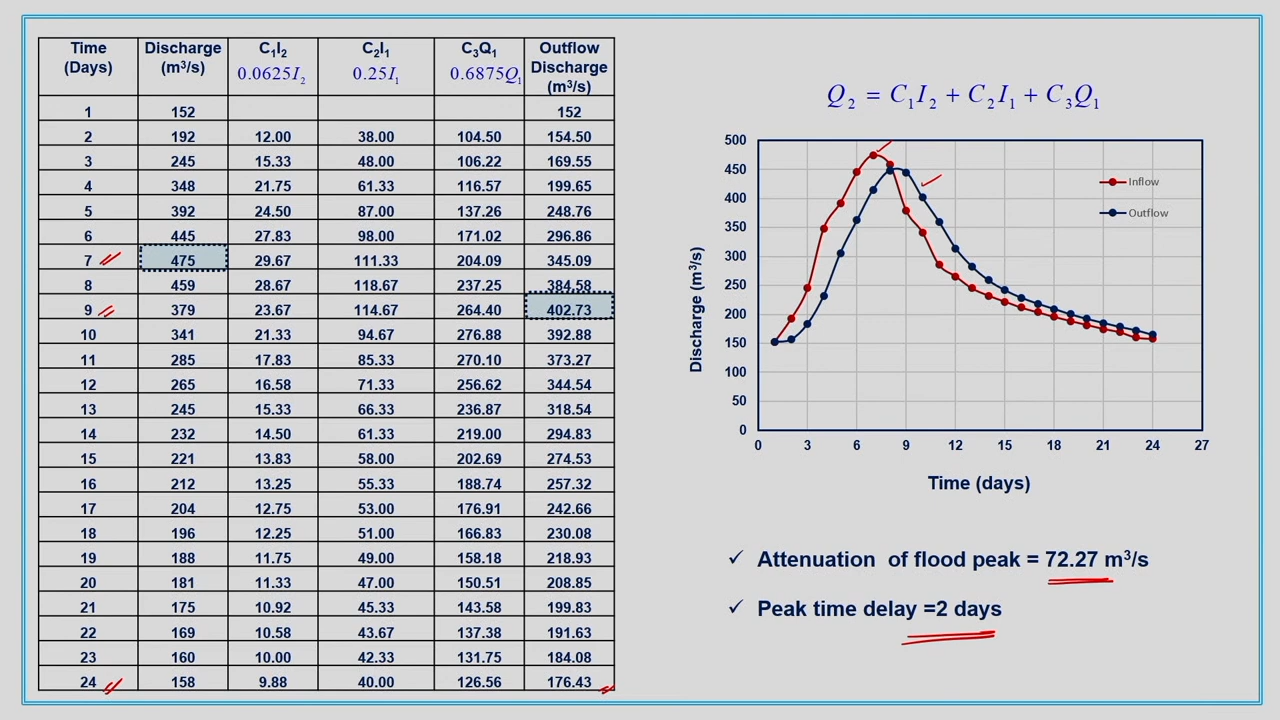 Time (Days) Discharge (m³/s) C₁I₂ 0.0625I₂ C₂I₁ 0.25I₁ C₃Q₁ 0.6875Q₁ Outflow Discharge (m³/s)
1 152 152
2 192 12.00 38.00 104.50 154.50
3 245 15.33 48.00 106.22 169.55
4 348 21.75 61.33 116.57 199.65
5 392 24.50 87.00 137.26 248.76
6 445 27.83 98.00 171.02 296.86
7 475 29.67 111.33 204.09 345.09
8 459 28.67 118.67 237.25 384.58
9 379 23.67 114.67 264.40 402.73
10 341 21.33 94.67 276.88 392.88
11 285 17.83 85.33 270.10 373.27
12 265 16.58 71.33 256.62 344.54
13 245 15.33 66.33 236.87 318.54
14 232 14.50 61.33 219.00 294.83
15 221 13.83 58.00 202.69 274.53
16 212 13.25 55.33 188.74 257.32
17 204 12.75 53.00 176.91 242.66
18 196 12.25 51.00 166.83 230.08
19 188 11.75 49.00 158.18 218.93
20 181 11.33 47.00 150.51 208.85
21 175 10.92 45.33 143.58 199.83
22 169 10.58 43.67 137.38 191.63
23 160 10.00 42.33 131.75 184.08
24 158 9.88 40.00 126.56 176.43
Q₂ = C₁I₂ + C₂I₁ + C₃Q₁
500
450
400
350
300
250
200
150
100
50
0
Discharge (m³/s)
Inflow
Outflow
0 3 6 9 12 15 18 21 24 27
Time (days)
✓ Attenuation of flood peak = 72.27 m³/s
✓ Peak time delay =2 days